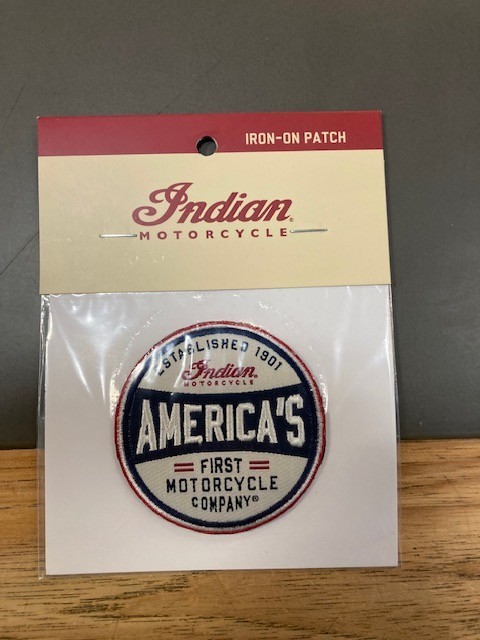 IRON-ON PATCH
Indian®
MOTORCYCLE
ESTABLISHED 1901
Indian®
MOTORCYCLE
AMERICA'S
FIRST
MOTORCYCLE
COMPANY®